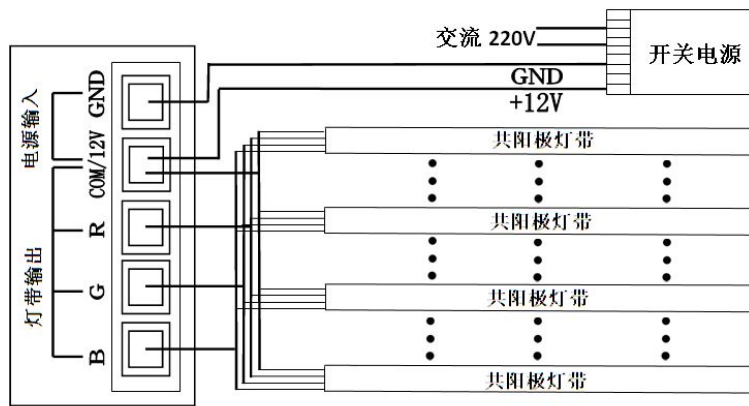 交流 220V
开关电源
GND
+12V
电源输入
GND
COM/12V
灯带输出
R
G
B
共阳极灯带
共阳极灯带
共阳极灯带
共阳极灯带